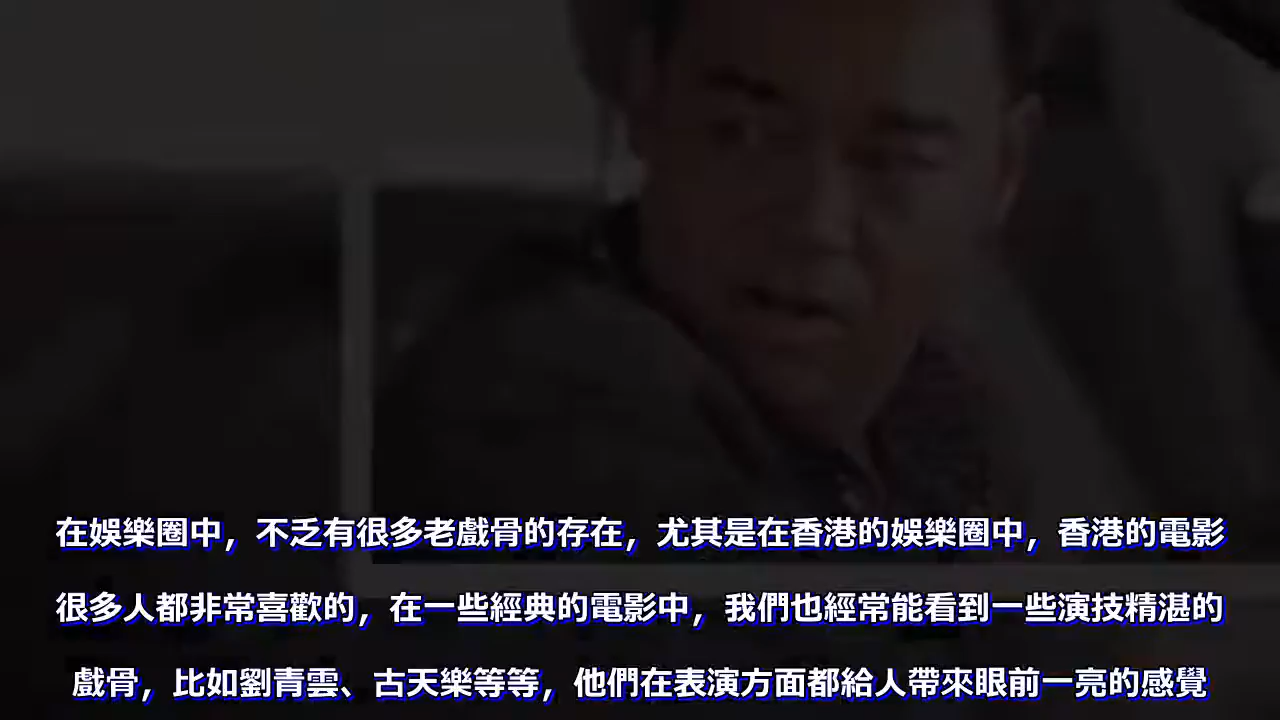 在娛樂圈中，不乏有很多老戲骨的存在，尤其是在香港的娛樂圈中，香港的電影
很多人都非常喜歡的，在一些經典的電影中，我們也經常能看到一些演技精湛的
戲骨，比如劉青雲、古天樂等等，他們在表演方面都給人帶來眼前一亮的感覺